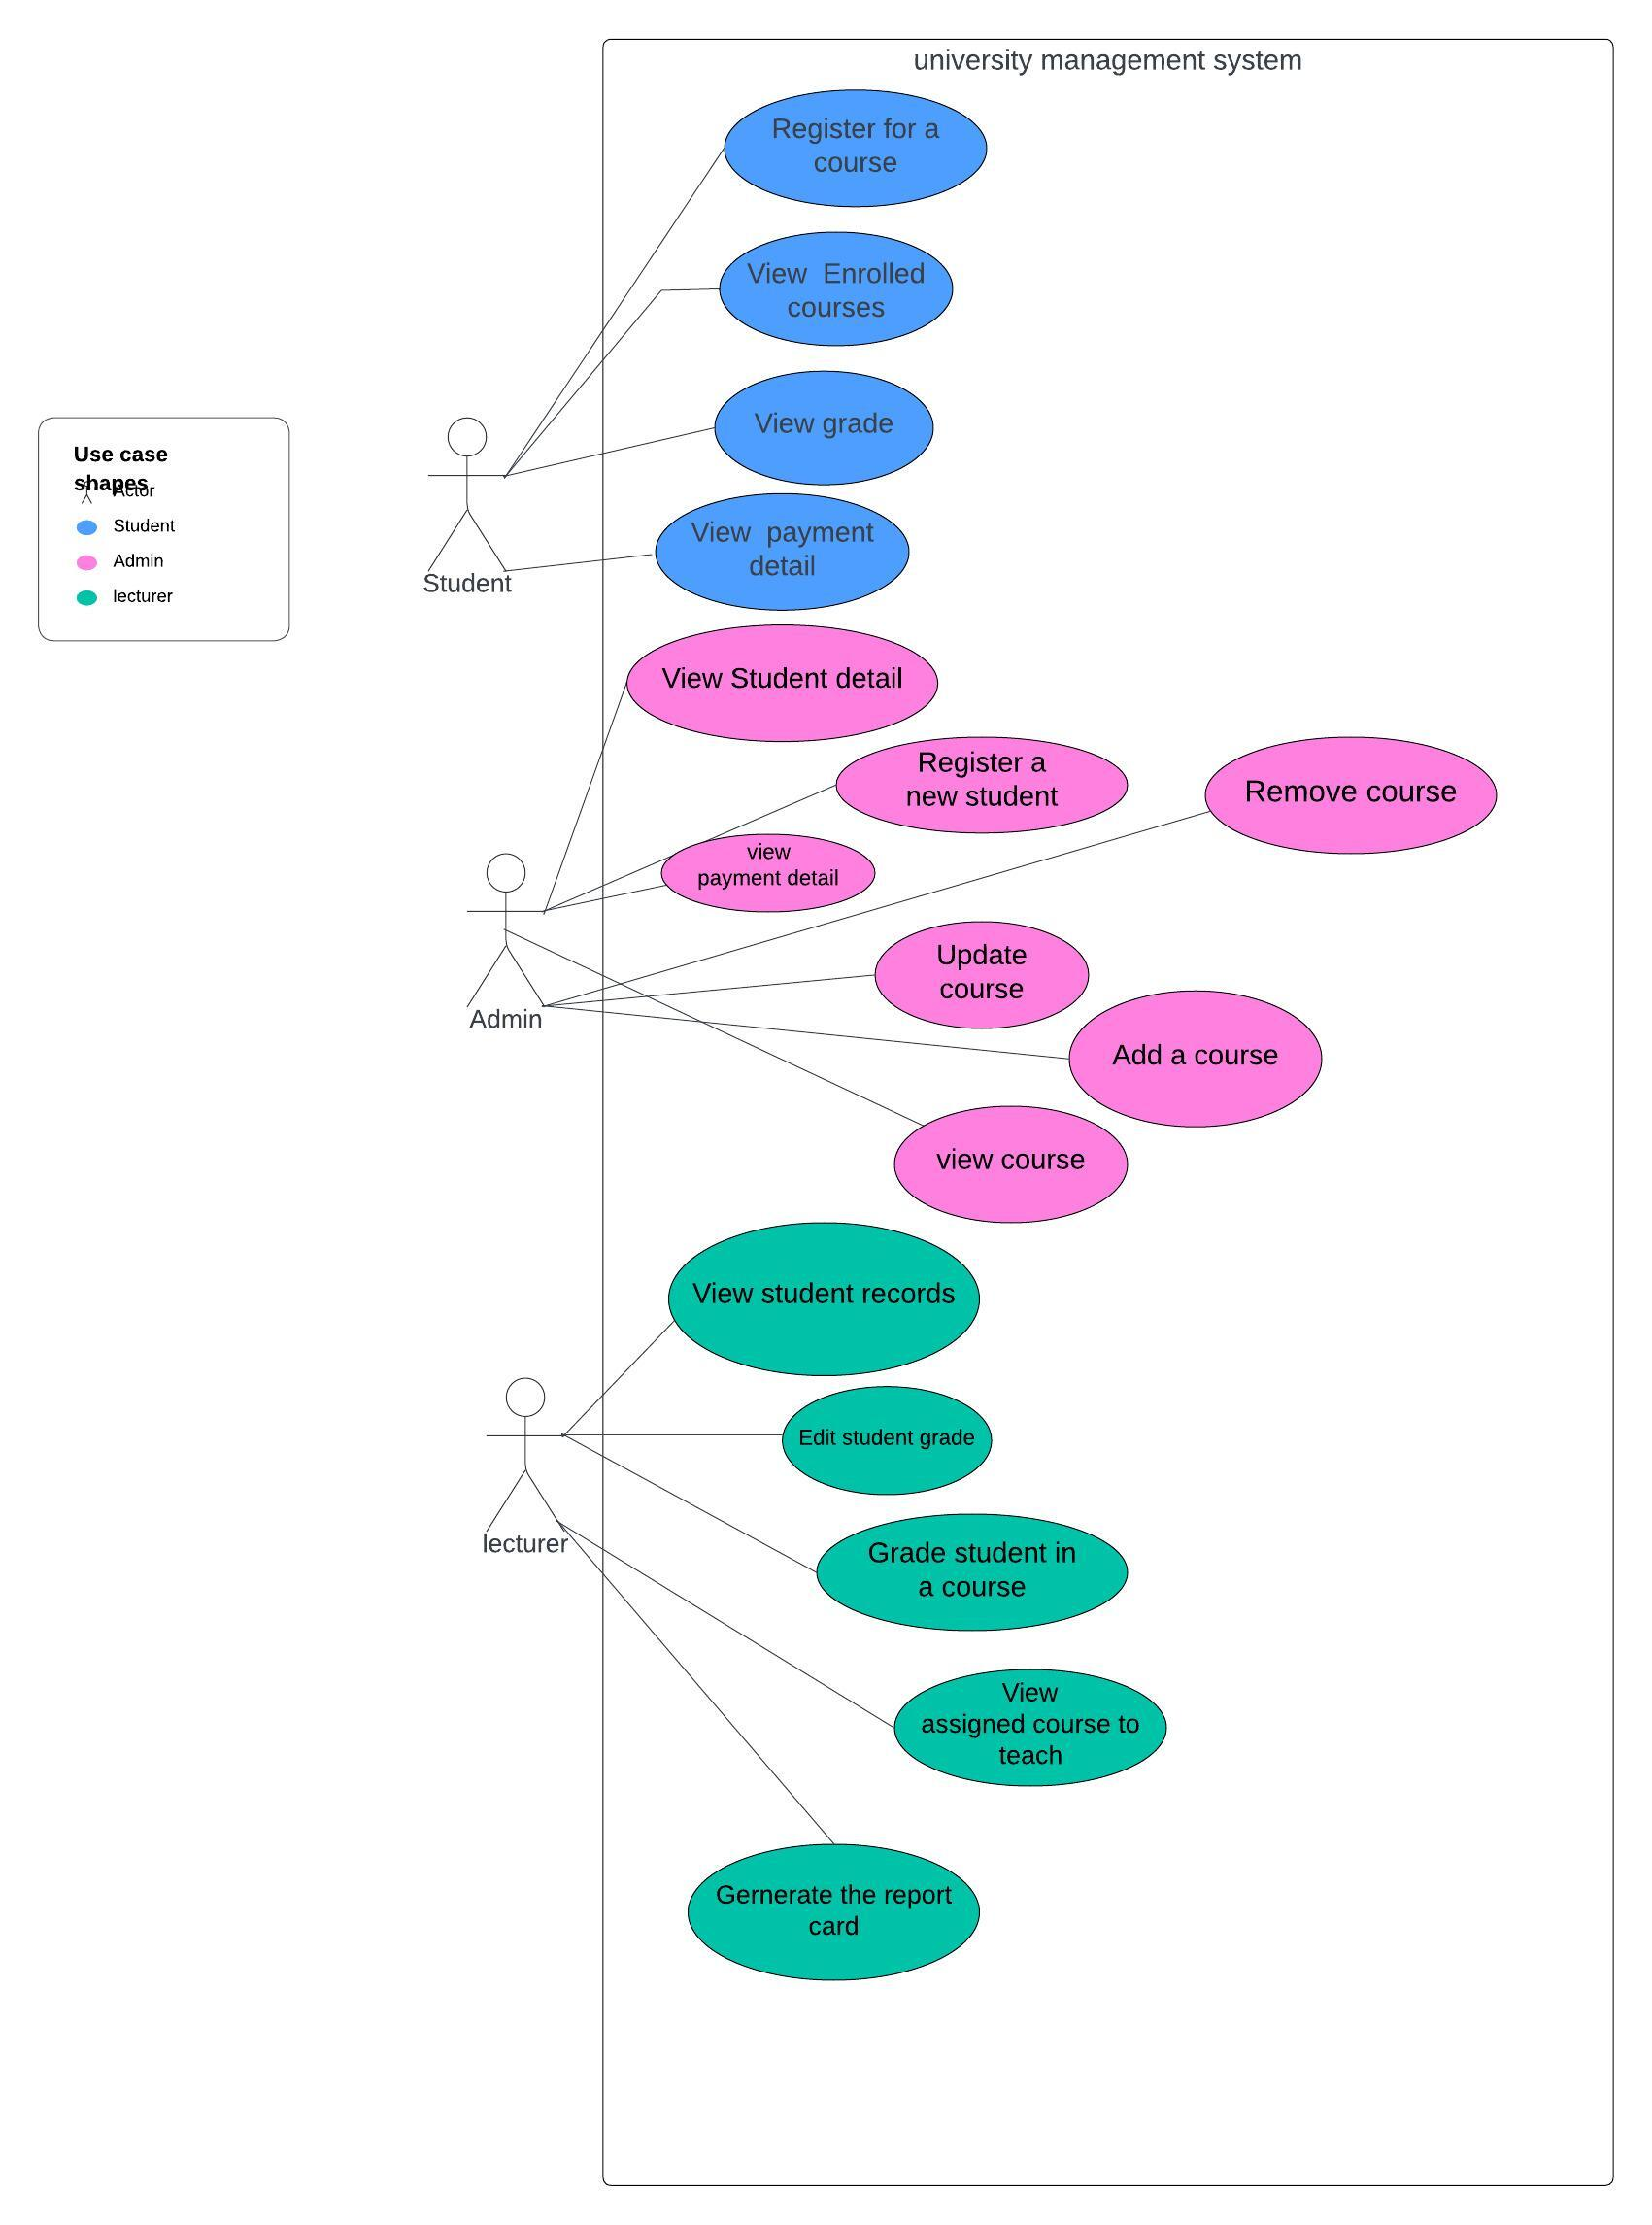 university management system
Register for a
course
View  Enrolled
courses
View grade
View  payment
detail
Student
Use case
shapes
Actor
Student
Admin
lecturer
View Student detail
Register a
new student
Remove course
view
payment detail
Update
course
Admin
Add a course
view course
View student records
Edit student grade
lecturer
Grade student in
a course
View
assigned course to
teach
Gernerate the report
card